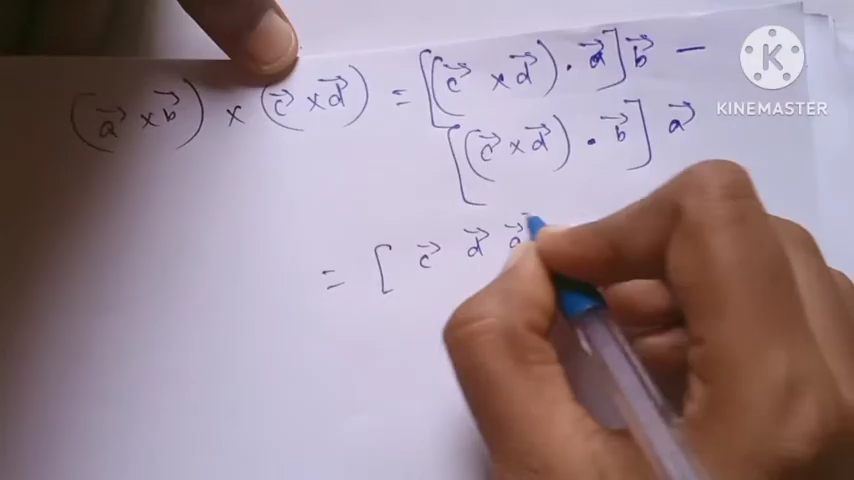 (a⃗ × b⃗) × (c⃗ × d⃗) = [(c⃗ × d⃗) · a⃗] b⃗ −
[(c⃗ × d⃗) · b⃗] a⃗
= [ c⃗ d⃗ a⃗
KINEMASTER